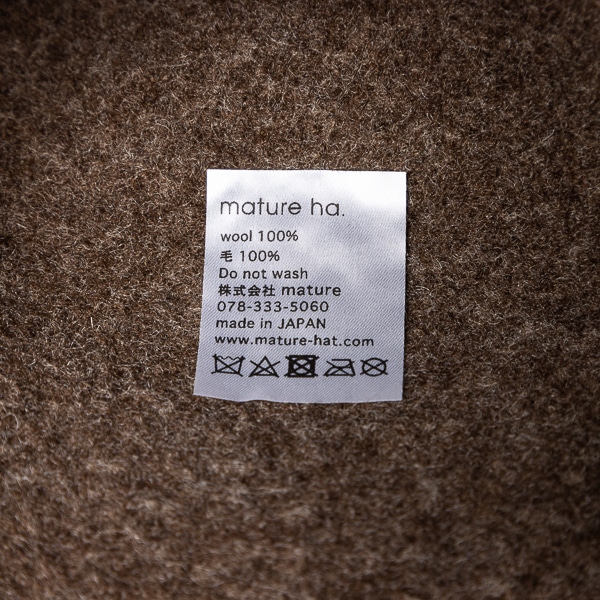 mature ha.
wool 100%
毛 100%
Do not wash
株式会社 mature
078-333-5060
made in JAPAN
www.mature-hat.com